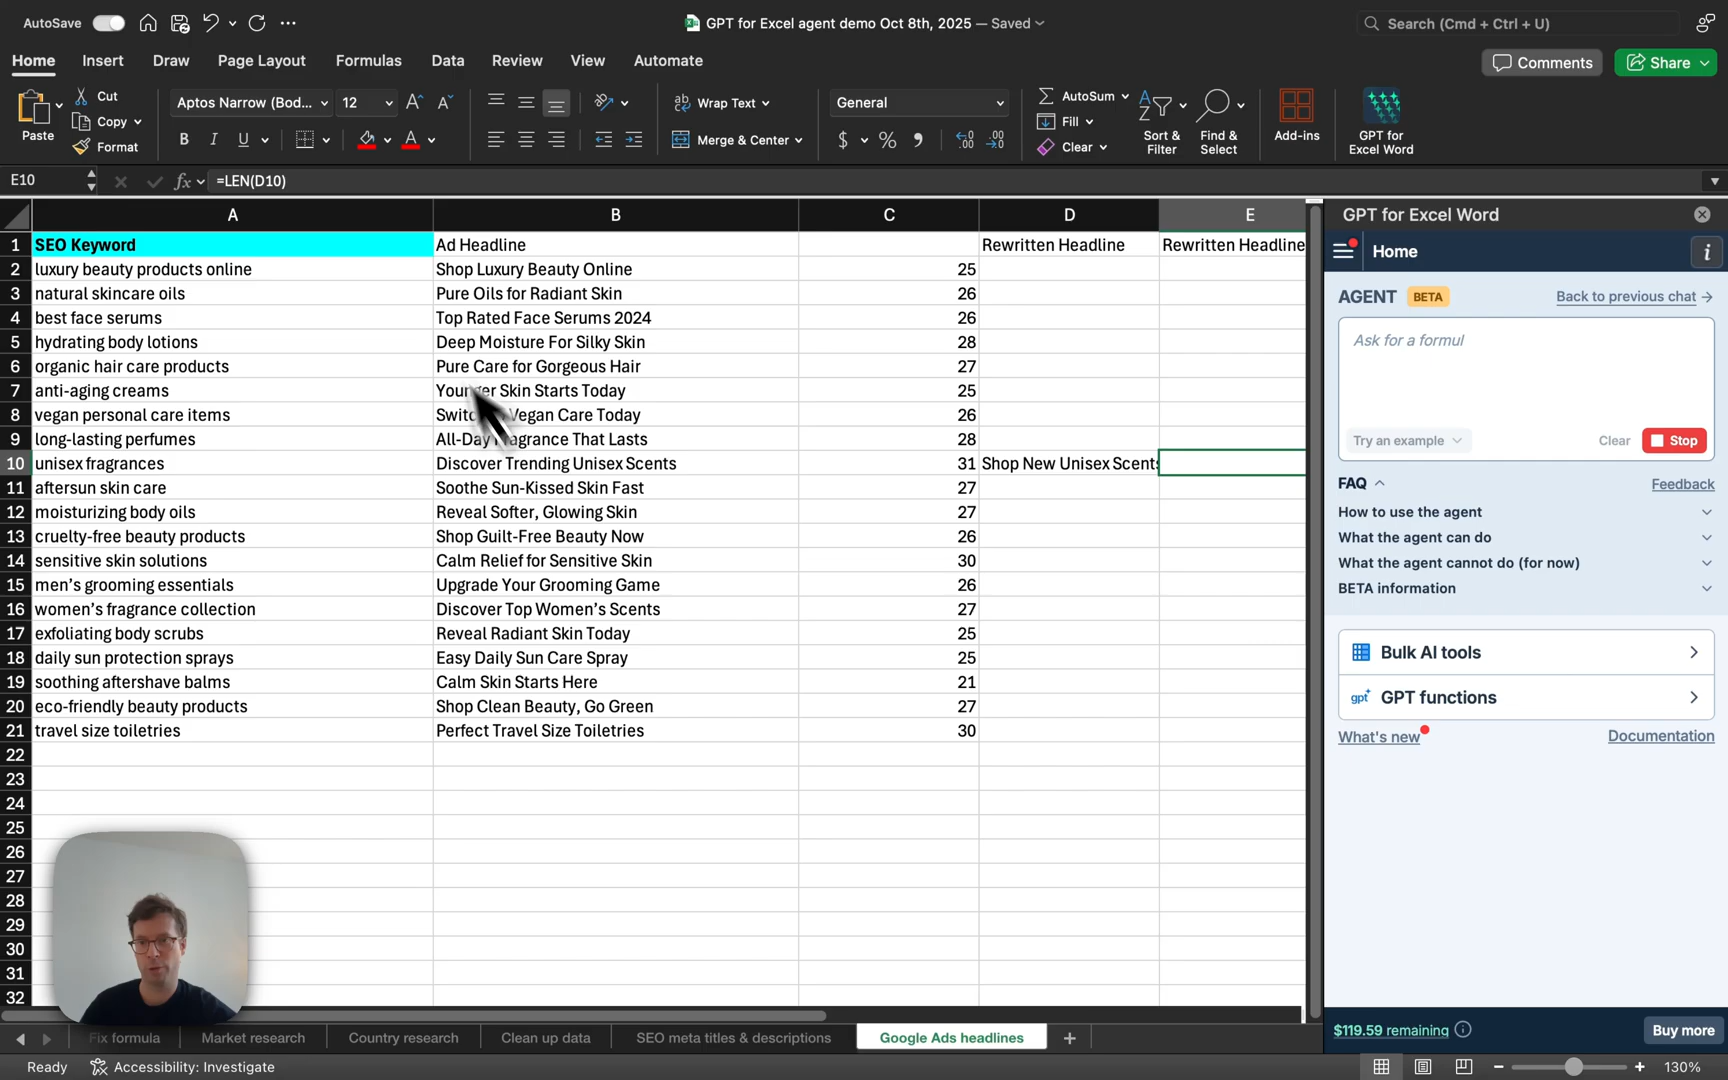 AutoSave
GPT for Excel agent demo Oct 8th, 2025 — Saved
Search (Cmd + Ctrl + U)
Home Insert Draw Page Layout Formulas Data Review View Automate
Comments
Share
Paste
Cut
Copy
Format
Aptos Narrow (Bod... 12
B I U
Wrap Text
Merge & Center
General
$ % 9
AutoSum
Fill
Clear
Sort & Filter
Find & Select
Add-ins
GPT for Excel Word
E10
fx =LEN(D10)
A B C D E
1 SEO Keyword Ad Headline Rewritten Headline Rewritten Headline
2 luxury beauty products online Shop Luxury Beauty Online 25
3 natural skincare oils Pure Oils for Radiant Skin 26
4 best face serums Top Rated Face Serums 2024 26
5 hydrating body lotions Deep Moisture For Silky Skin 28
6 organic hair care products Pure Care for Gorgeous Hair 27
7 anti-aging creams Younger Skin Starts Today 25
8 vegan personal care items Vegan Care Today 26
9 long-lasting perfumes All-Day Fragrance That Lasts 28
10 unisex fragrances Discover Trending Unisex Scents 31 Shop New Unisex Scents
11 aftersun skin care Soothe Sun-Kissed Skin Fast 27
12 moisturizing body oils Reveal Softer, Glowing Skin 27
13 cruelty-free beauty products Shop Guilt-Free Beauty Now 26
14 sensitive skin solutions Calm Relief for Sensitive Skin 30
15 men’s grooming essentials Upgrade Your Grooming Game 26
16 women’s fragrance collection Discover Top Women’s Scents 27
17 exfoliating body scrubs Reveal Radiant Skin Today 25
18 daily sun protection sprays Easy Daily Sun Care Spray 25
19 soothing aftershave balms Calm Skin Starts Here 21
20 eco-friendly beauty products Shop Clean Beauty, Go Green 27
21 travel size toiletries Perfect Travel Size Toiletries 30
22
23
24
25
26
27
28
29
30
31
32
GPT for Excel Word
Home
AGENT BETA Back to previous chat →
Ask for a formul
Try an example Clear Stop
FAQ Feedback
How to use the agent
What the agent can do
What the agent cannot do (for now)
BETA information
Bulk AI tools
gpt GPT functions
What's new Documentation
$119.59 remaining Buy more
Fix formula Market research Country research Clean up data SEO meta titles & descriptions Google Ads headlines
Ready Accessibility: Investigate 130%